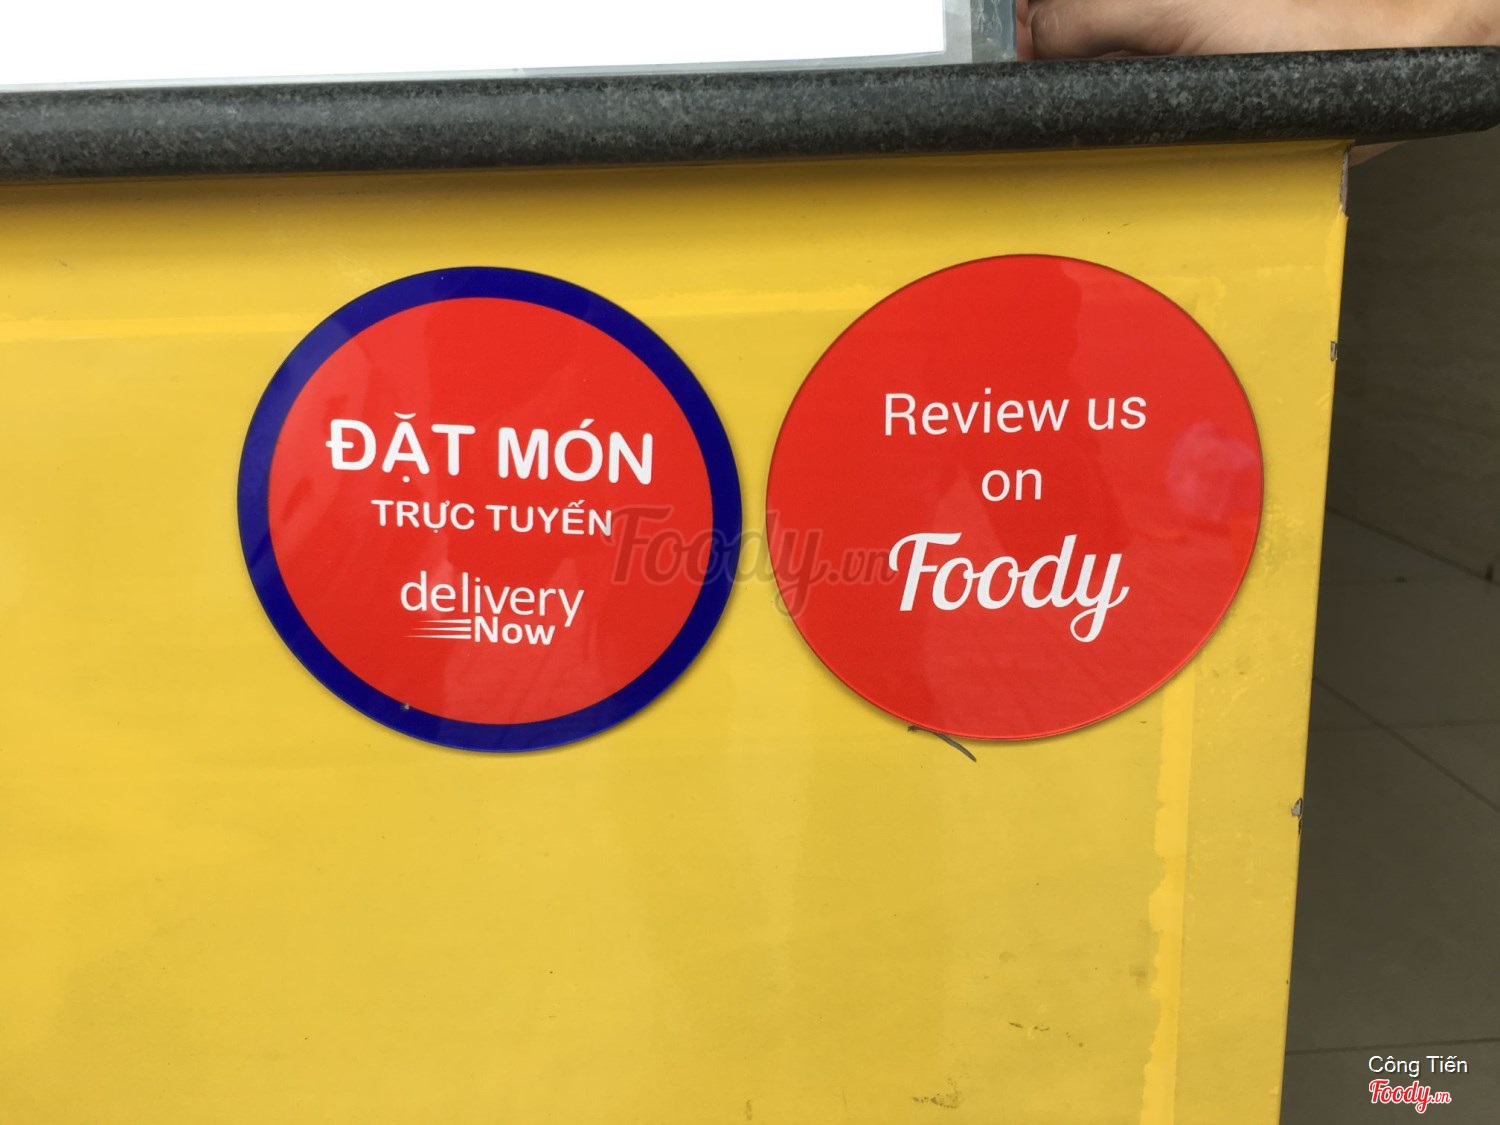 ĐẶT MÓN
TRỰC TUYẾN
delivery
Now
Review us
on
Foody
Foody.vn
Công Tiến
Foody.vn